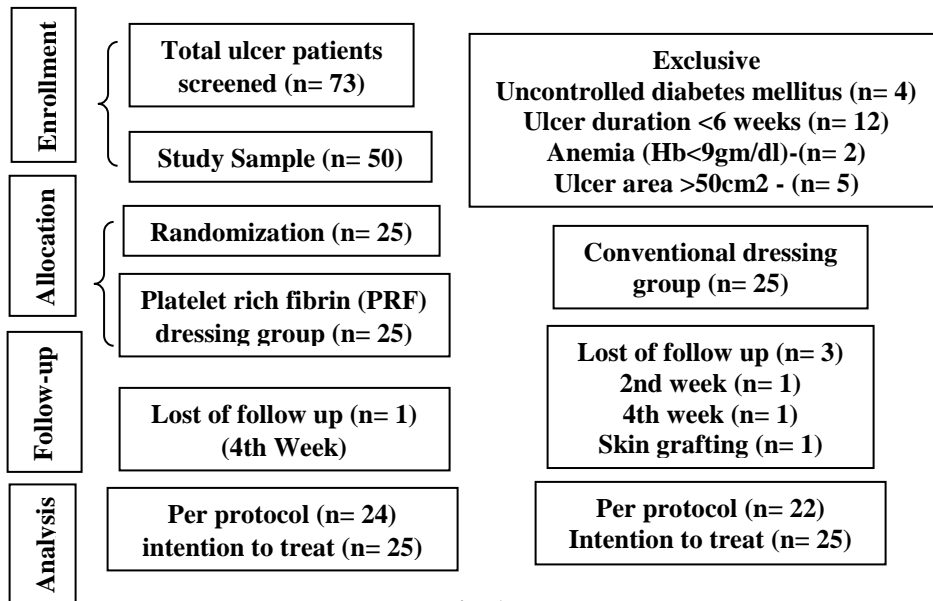 Enrollment
Total ulcer patients
screened (n= 73)
Study Sample (n= 50)
Exclusive
Uncontrolled diabetes mellitus (n= 4)
Ulcer duration <6 weeks (n= 12)
Anemia (Hb<9gm/dl)-(n= 2)
Ulcer area >50cm2 - (n= 5)
Allocation
Randomization (n= 25)
Platelet rich fibrin (PRF)
dressing group (n= 25)
Conventional dressing
group (n= 25)
Follow-up
Lost of follow up (n= 1)
(4th Week)
Lost of follow up (n= 3)
2nd week (n= 1)
4th week (n= 1)
Skin grafting (n= 1)
Analysis
Per protocol (n= 24)
intention to treat (n= 25)
Per protocol (n= 22)
Intention to treat (n= 25)